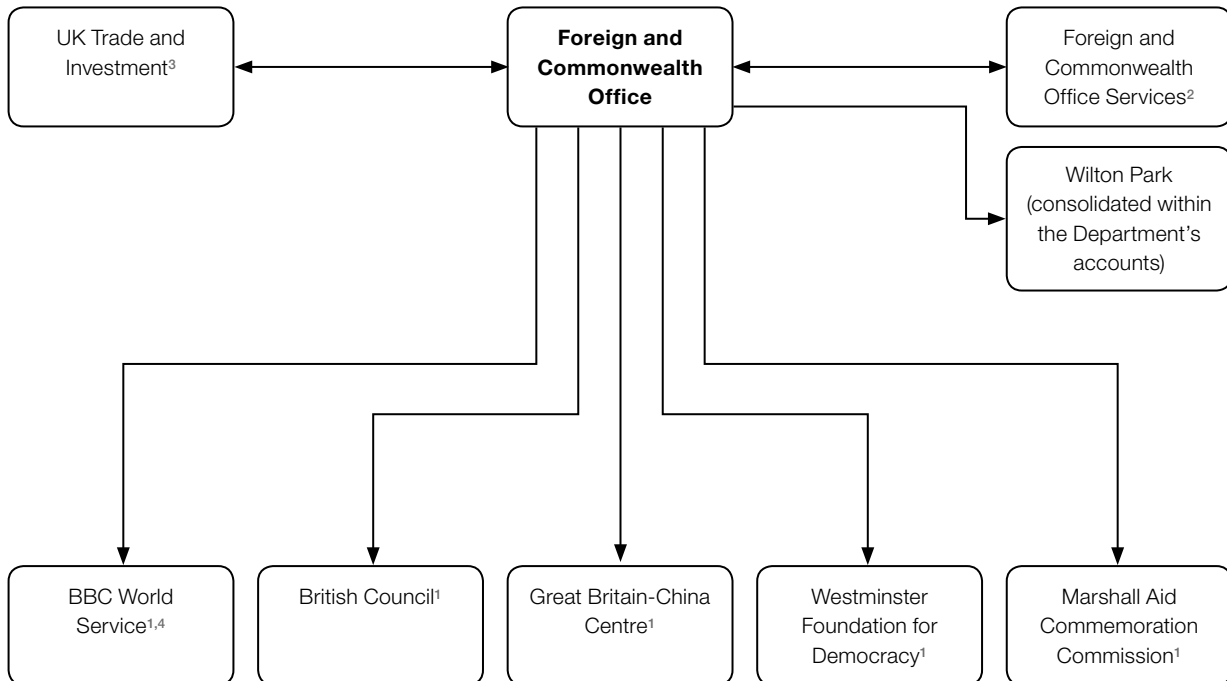 UK Trade and
Investment³
Foreign and
Commonwealth
Office
Foreign and
Commonwealth
Office Services²
Wilton Park
(consolidated within
the Department’s
accounts)
BBC World
Service¹,⁴
British Council¹
Great Britain-China
Centre¹
Westminster
Foundation for
Democracy¹
Marshall Aid
Commemoration
Commission¹